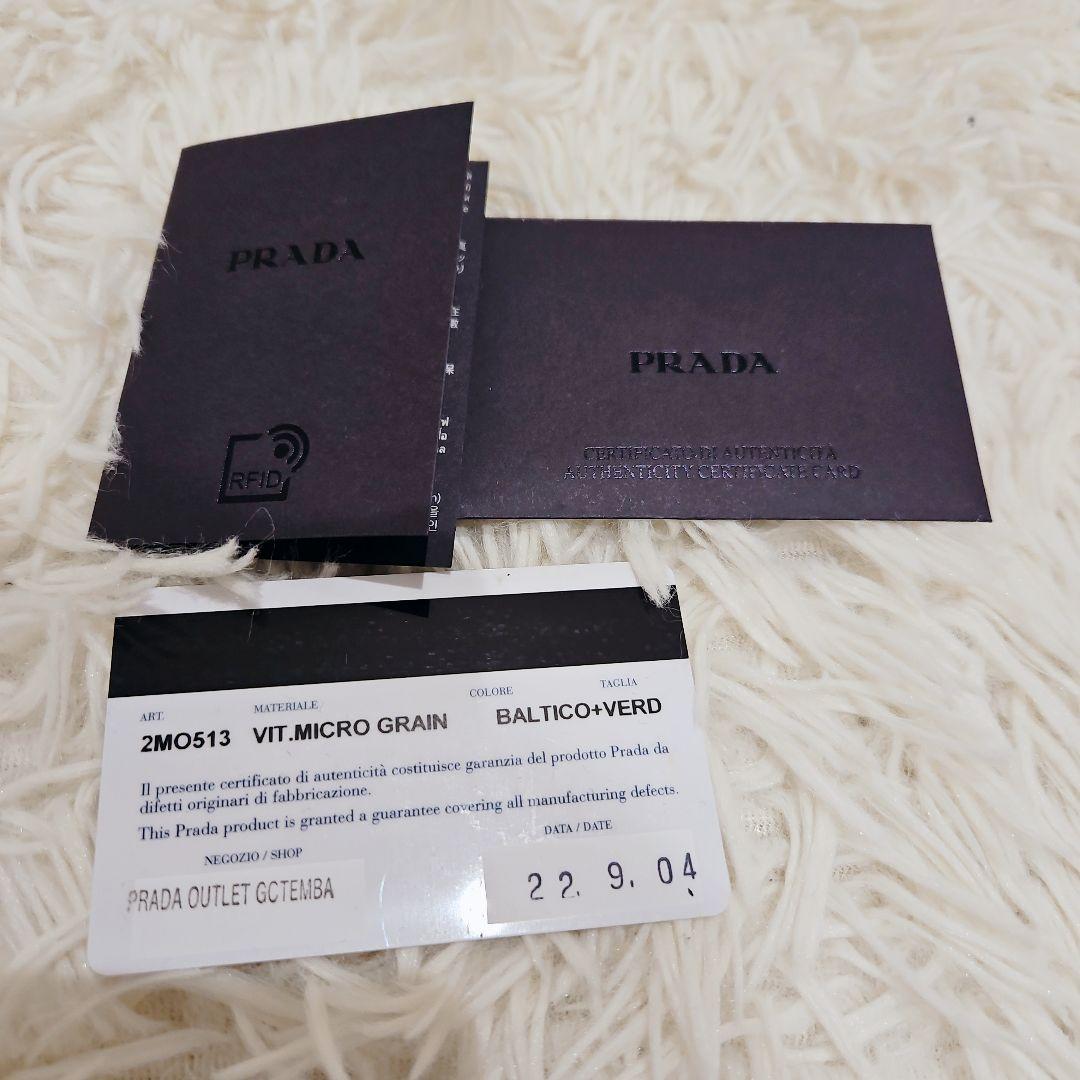 PRADA
RFID
PRADA
CERTIFICATO DI AUTENTICITÀ
AUTHENTICITY CERTIFICATE CARD
ART. MATERIALE COLORE TAGLIA
2MO513 VIT.MICRO GRAIN BALTICO+VERD
Il presente certificato di autenticità costituisce garanzia del prodotto Prada da
difetti originari di fabbricazione.
This Prada product is granted a guarantee covering all manufacturing defects.
NEGOZIO / SHOP DATA / DATE
PRADA OUTLET GCTEMBA 22. 9. 04